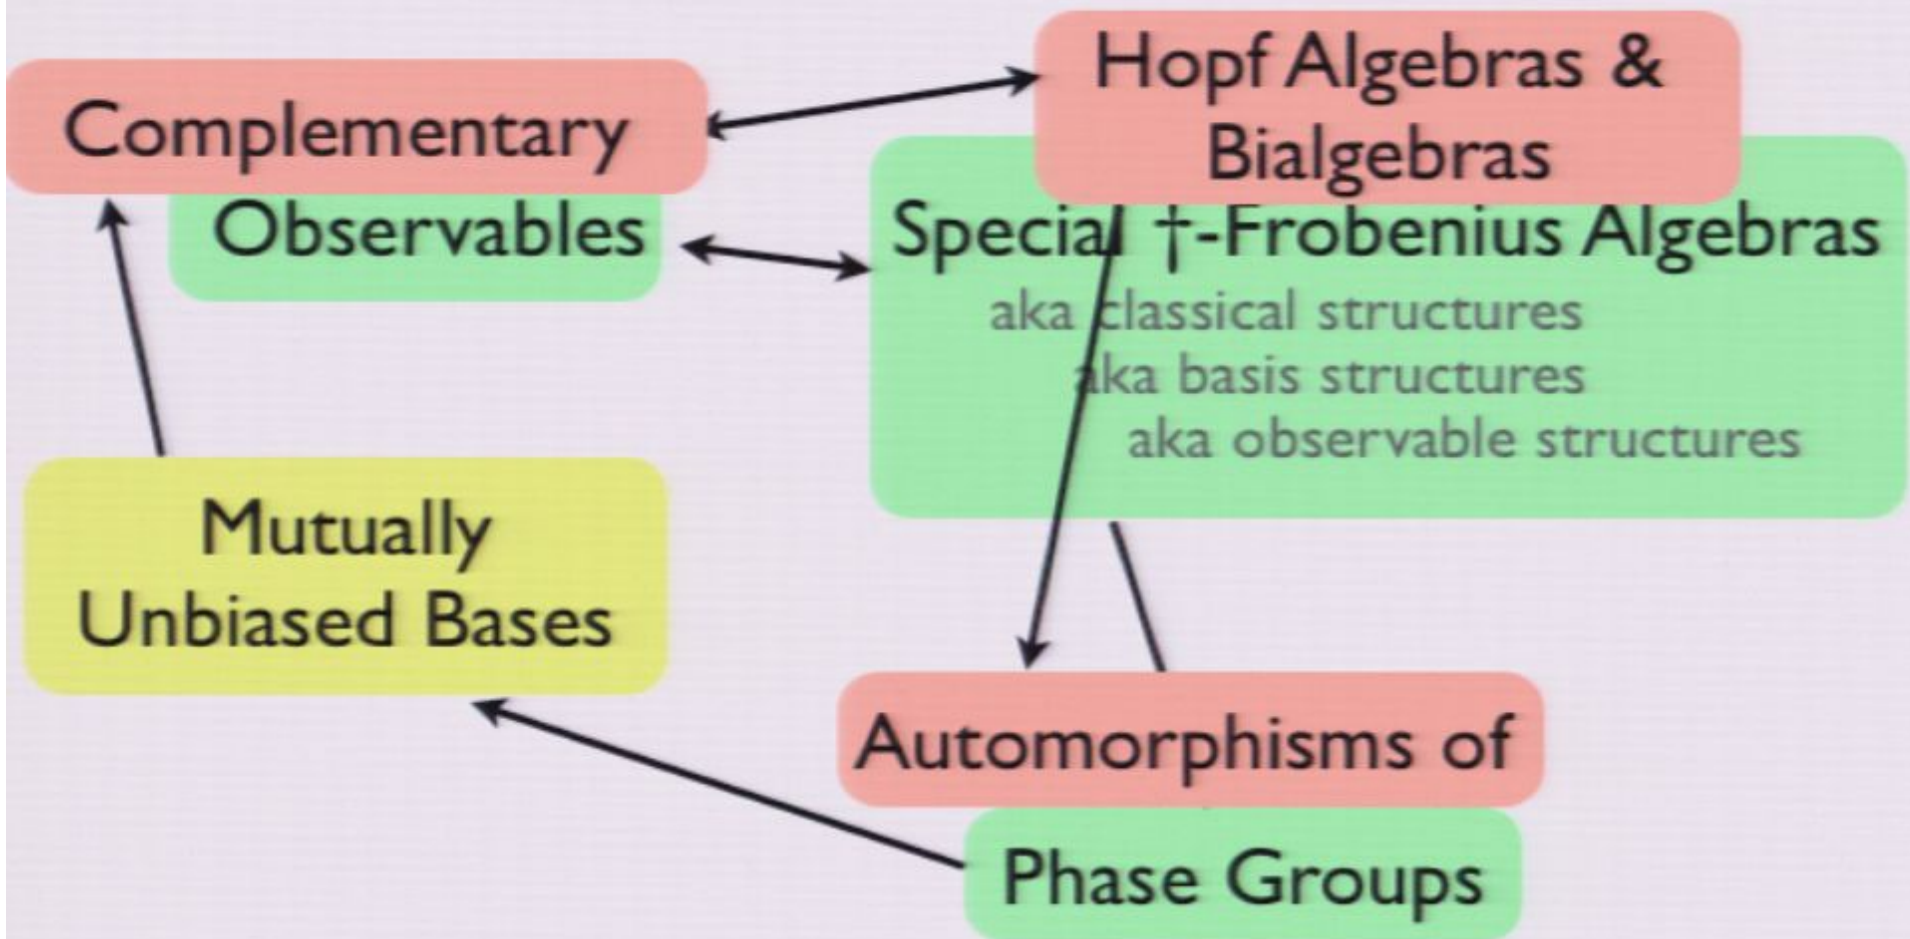 Complementary
Observables
Hopf Algebras &
Bialgebras
Special †-Frobenius Algebras
aka classical structures
aka basis structures
aka observable structures
Mutually
Unbiased Bases
Automorphisms of
Phase Groups